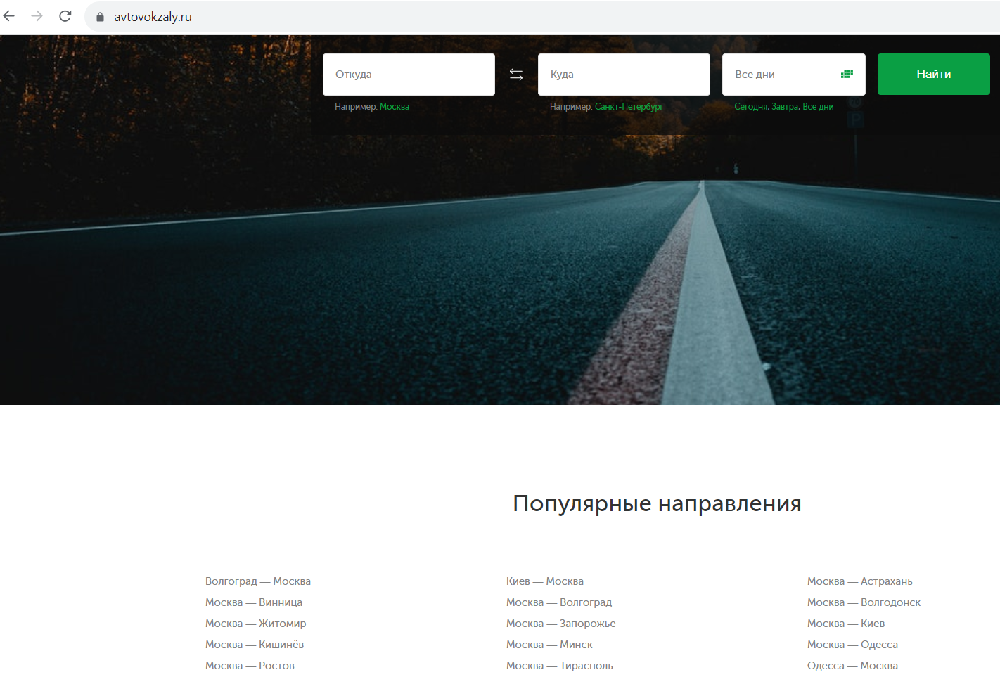 avtovokzaly.ru
Откуда
Куда
Все дни
Найти
Например: Москва
Например: Санкт-Петербург
Сегодня, Завтра, Все дни
P
Популярные направления
Волгоград — Москва
Киев — Москва
Москва — Астрахань
Москва — Винница
Москва — Волгоград
Москва — Волгодонск
Москва — Житомир
Москва — Запорожье
Москва — Киев
Москва — Кишинёв
Москва — Минск
Москва — Одесса
Москва — Ростов
Москва — Тирасполь
Одесса — Москва